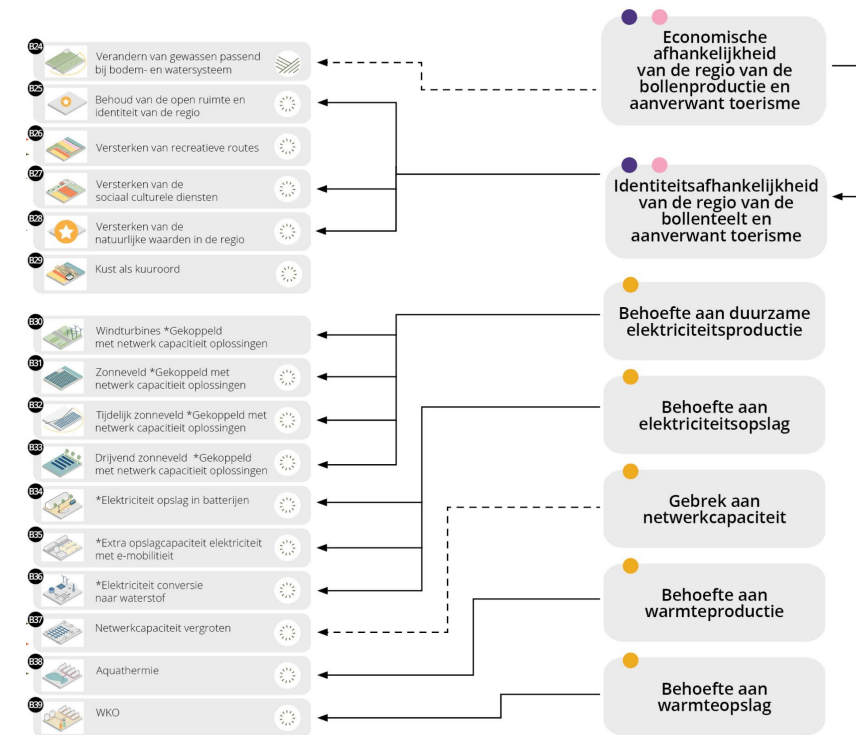 B24
Verandern van gewassen passend
bij bodem- en watersysteem
B25
Behoud van de open ruimte en
identiteit van de regio
B26
Versterken van recreatieve routes
B27
Versterken van de
sociaal culturele diensten
B28
Versterken van de
natuurlijke waarden in de regio
B29
Kust als kuuroord
B30
Windturbines *Gekoppeld
met netwerk capaciteit oplossingen
B31
Zonneveld *Gekoppeld met
netwerk capacitieit oplossingen
B32
Tijdelijk zonneveld *Gekoppeld met
netwerk capacitieit oplossingen
B33
Drijvend zonneveld *Gekoppeld
met netwerk capacitieit oplossingen
B34
*Elektriciteit opslag in batterijen
B35
*Extra opslagcapaciteit elektriciteit
met e-mobilitieit
B36
*Elektriciteit conversie
naar waterstof
B37
Netwerkcapaciteit vergroten
B38
Aquathermie
B39
WKO
Economische
afhankelijkheid
van de regio van de
bollenproductie en
aanverwant toerisme
Identiteitsafhankelijkheid
van de regio van de
bollenteelt en
aanverwant toerisme
Behoefte aan duurzame
elektriciteitsproductie
Behoefte aan
elektriciteitsopslag
Gebrek aan
netwerkcapaciteit
Behoefte aan
warmteproductie
Behoefte aan
warmteopslag